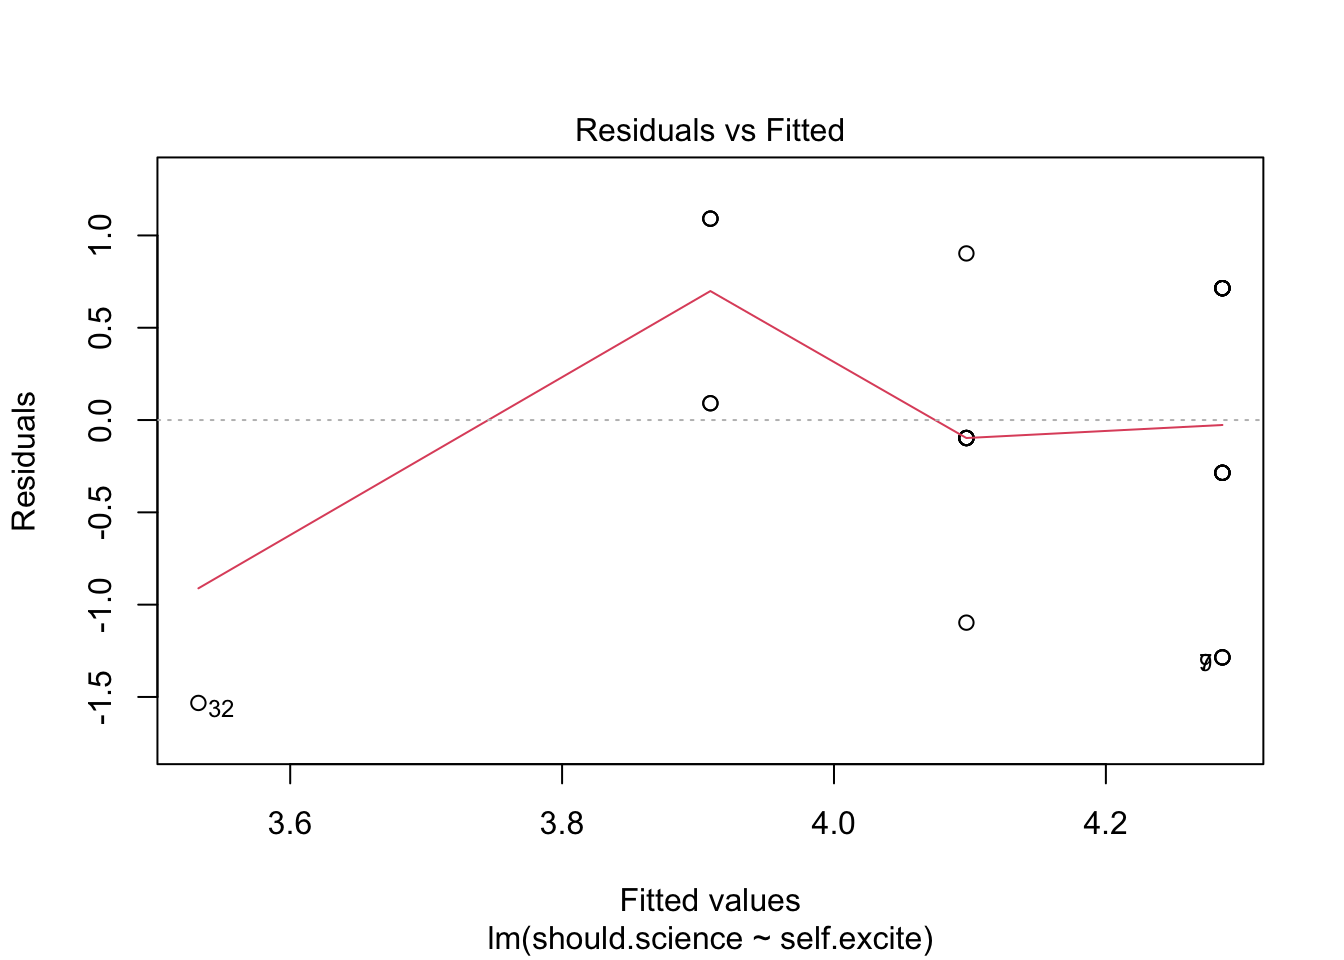 Residuals vs Fitted
Residuals
1.0
0.5
0.0
-0.5
-1.0
-1.5
32
3.6
3.8
4.0
4.2
Fitted values
lm(should.science ~ self.excite)